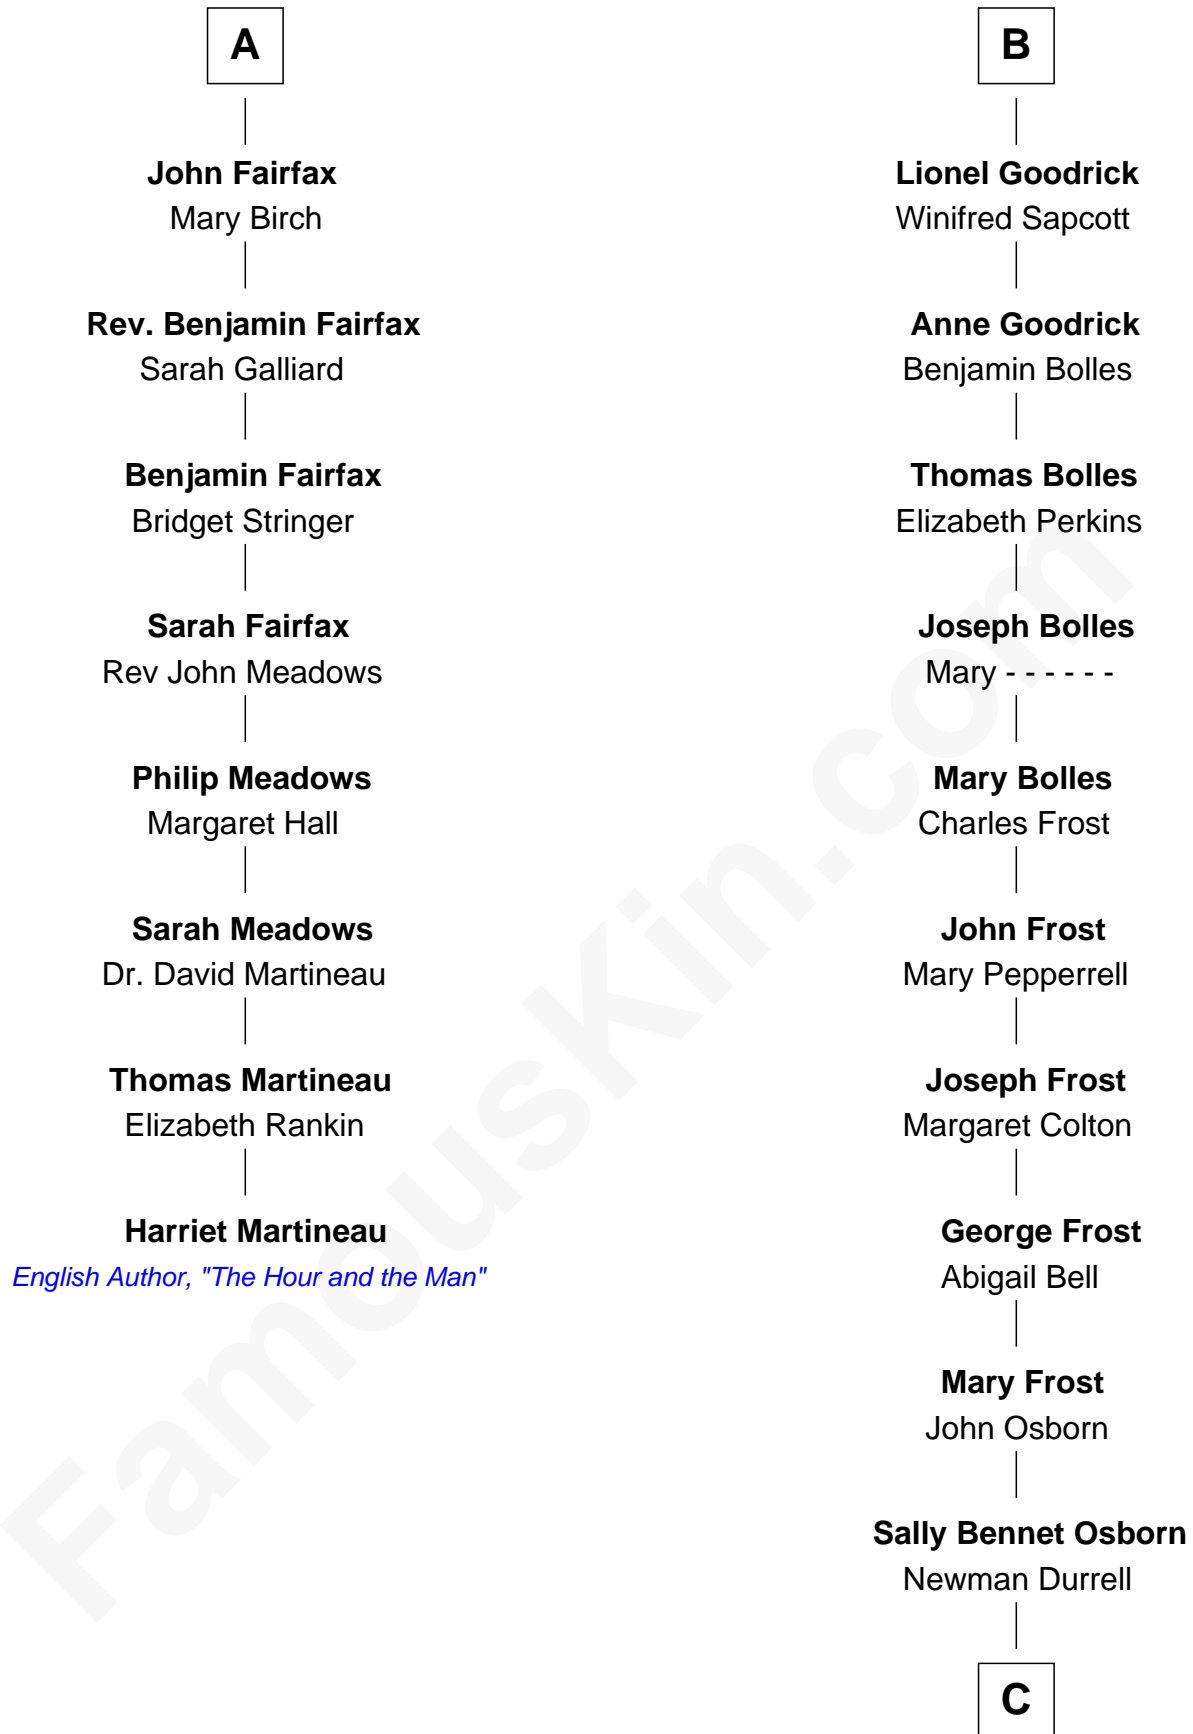 A
John Fairfax
Mary Birch
Rev. Benjamin Fairfax
Sarah Galliard
Benjamin Fairfax
Bridget Stringer
Sarah Fairfax
Rev John Meadows
Philip Meadows
Margaret Hall
Sarah Meadows
Dr. David Martineau
Thomas Martineau
Elizabeth Rankin
Harriet Martineau
English Author, "The Hour and the Man"
B
Lionel Goodrick
Winifred Sapcott
Anne Goodrick
Benjamin Bolles
Thomas Bolles
Elizabeth Perkins
Joseph Bolles
Mary - - - - - -
Mary Bolles
Charles Frost
John Frost
Mary Pepperrell
Joseph Frost
Margaret Colton
George Frost
Abigail Bell
Mary Frost
John Osborn
Sally Bennet Osborn
Newman Durrell
C
FamousKin.com